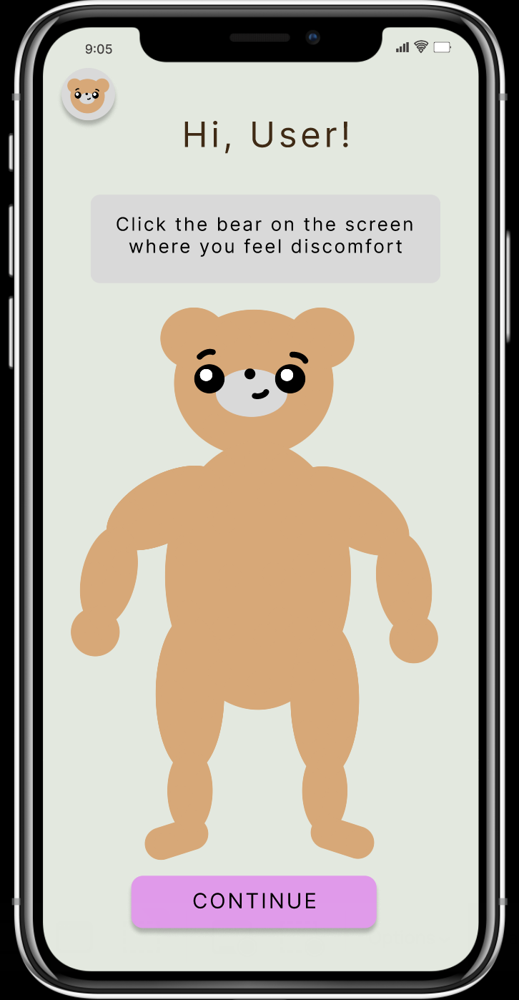 9:05
Hi, User!
Click the bear on the screen
where you feel discomfort
CONTINUE